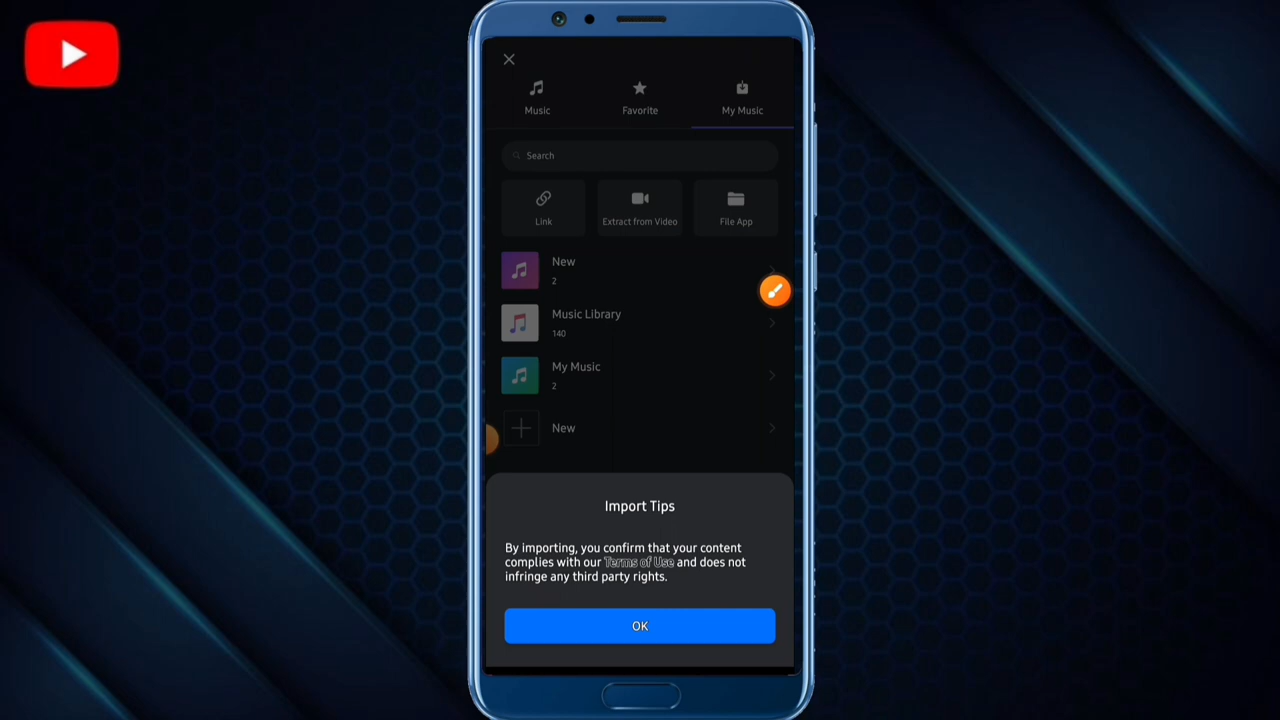 Music
Favorite
My Music
Search
Link
Extract from Video
File App
New
2
Music Library
140
My Music
2
New
Import Tips
By importing, you confirm that your content
complies with our Terms of Use and does not
infringe any third party rights.
OK